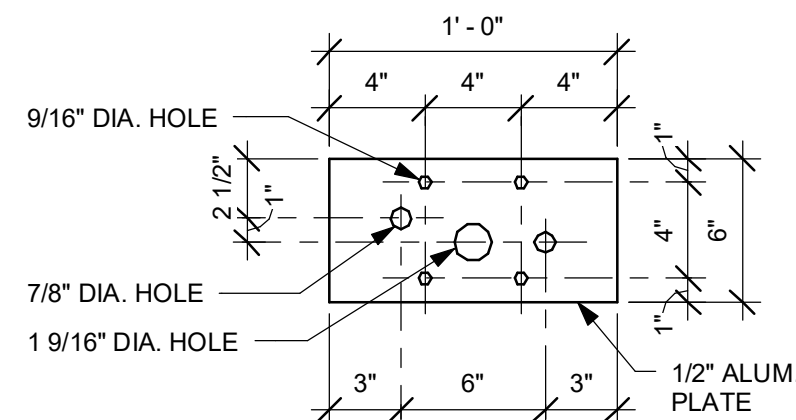 1' - 0"
4" 4" 4"
9/16" DIA. HOLE
1"
2 1/2"
1"
4"
6"
7/8" DIA. HOLE
1"
1 9/16" DIA. HOLE
3" 6" 3"
1/2" ALUM.
PLATE